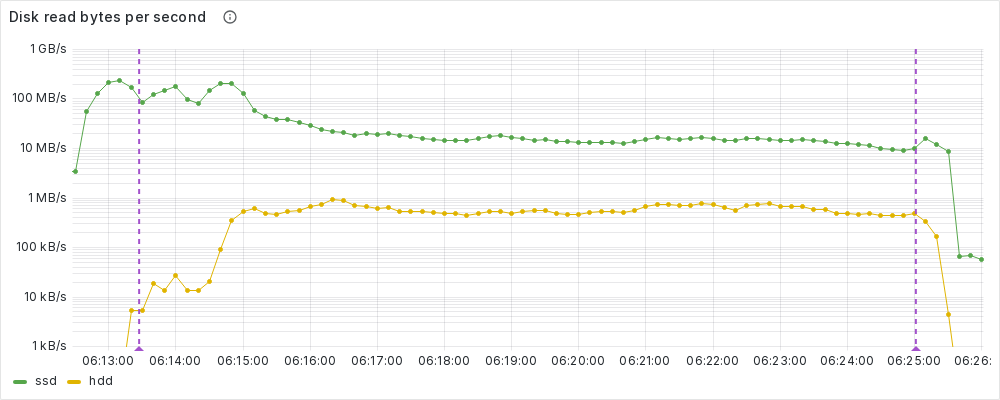 Disk read bytes per second
1 GB/s
100 MB/s
10 MB/s
1 MB/s
100 kB/s
10 kB/s
1 kB/s
06:13:00 06:14:00 06:15:00 06:16:00 06:17:00 06:18:00 06:19:00 06:20:00 06:21:00 06:22:00 06:23:00 06:24:00 06:25:00 06:26:
ssd hdd